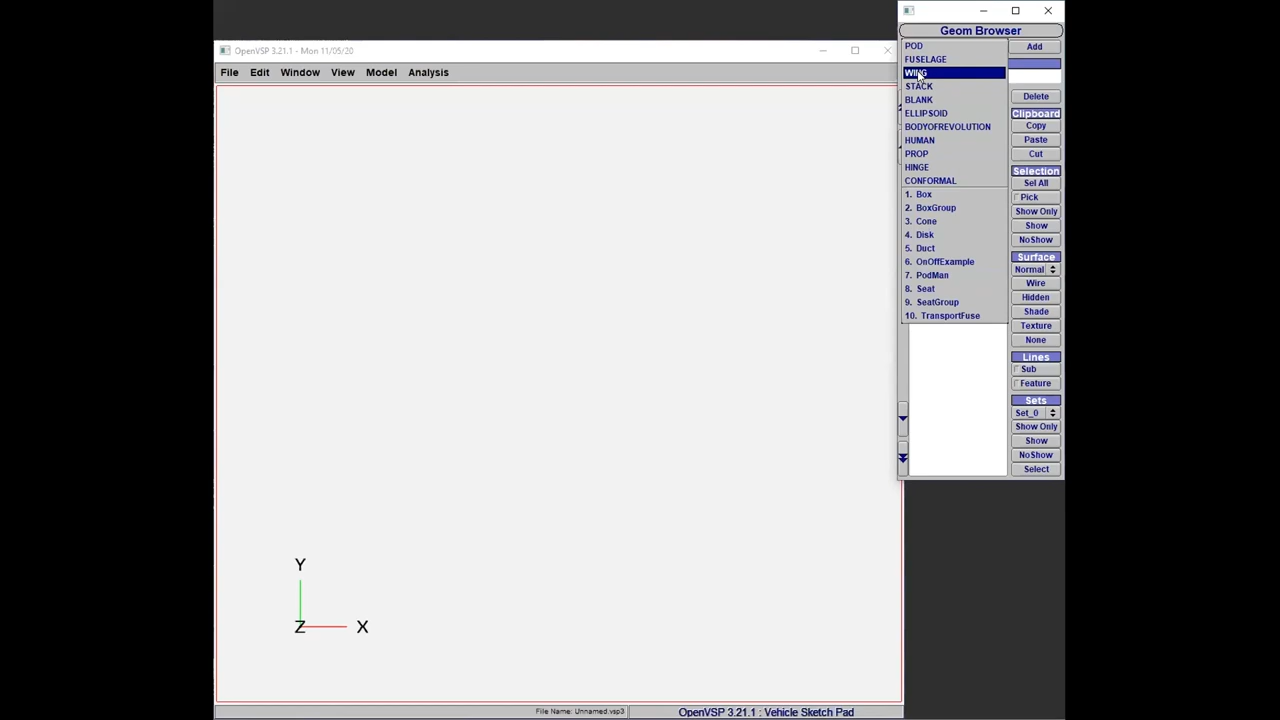 OpenVSP 3.21.1 - Mon 11/05/20
File Edit Window View Model Analysis
Y
Z
X
File Name: Unnamed.vsp3
OpenVSP 3.21.1 : Vehicle Sketch Pad
Geom Browser
POD
FUSELAGE
WING
STACK
BLANK
ELLIPSOID
BODYOFREVOLUTION
HUMAN
PROP
HINGE
CONFORMAL
1. Box
2. BoxGroup
3. Cone
4. Disk
5. Duct
6. OnOffExample
7. PodMan
8. Seat
9. SeatGroup
10. TransportFuse
Add
Delete
Clipboard
Copy
Paste
Cut
Selection
Sel All
Pick
Show Only
Show
NoShow
Surface
Normal
Wire
Hidden
Shade
Texture
None
Lines
Sub
Feature
Sets
Set_0
Show Only
Show
NoShow
Select